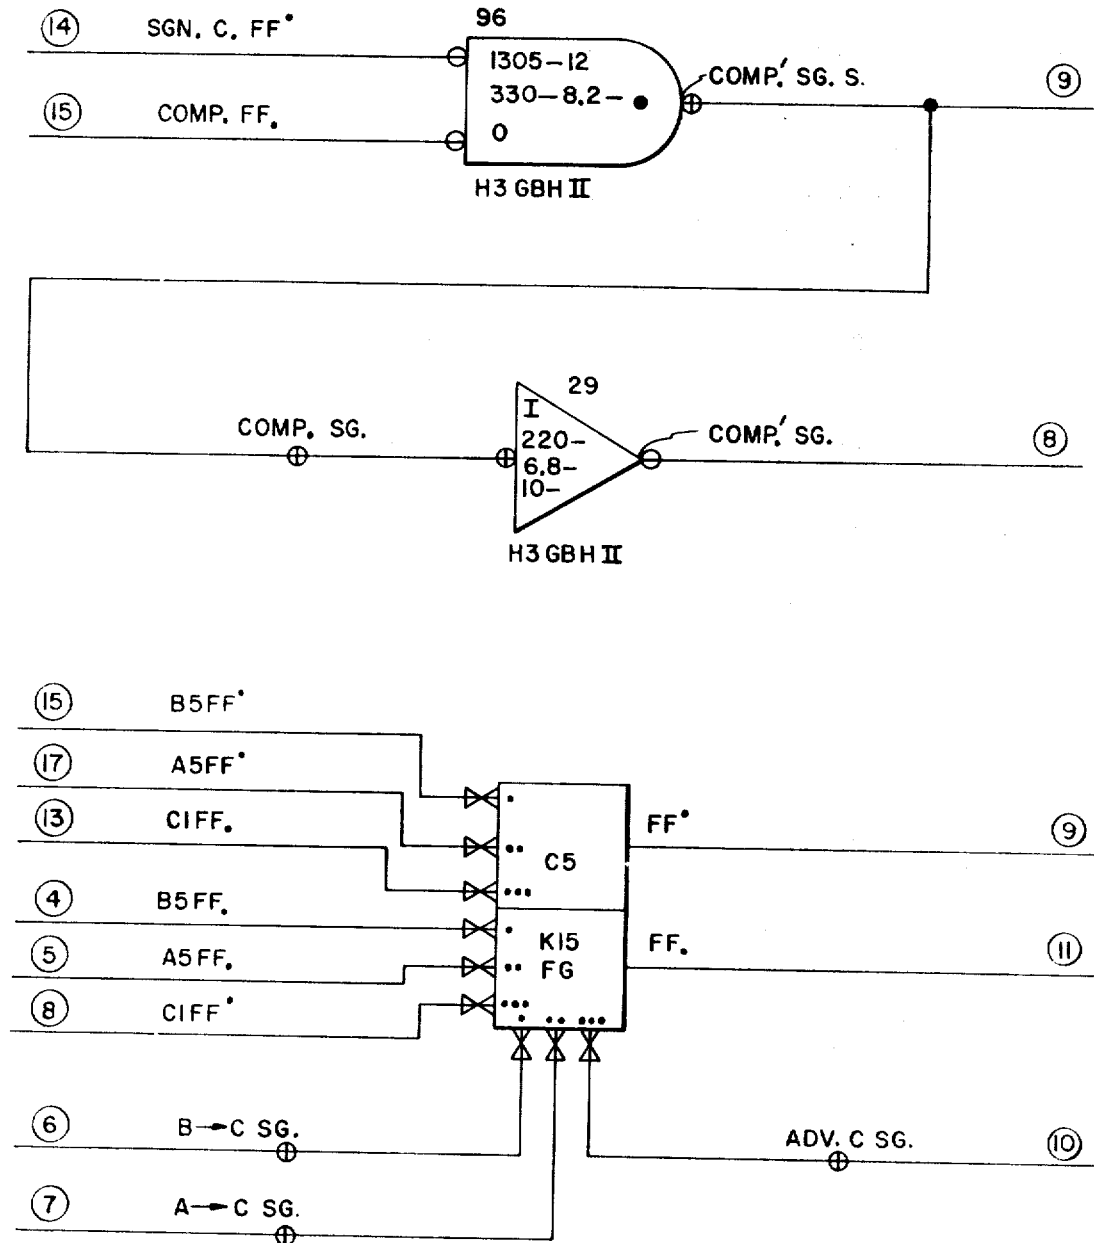 96
14 SGN. C. FF•
1305-12
330-8.2-
0
COMP.' SG. S.
9
15 COMP. FF.
H3 GBH II
29
I
220-
6.8-
10-
COMP. SG.
COMP.' SG.
8
H3 GBH II
15 B5FF•
17 A5FF•
13 C1FF.
C5
FF•
9
4 B5FF.
K15
FG
FF.
11
5 A5FF.
8 C1FF•
6 B→C SG.
ADV. C SG.
10
7 A→C SG.